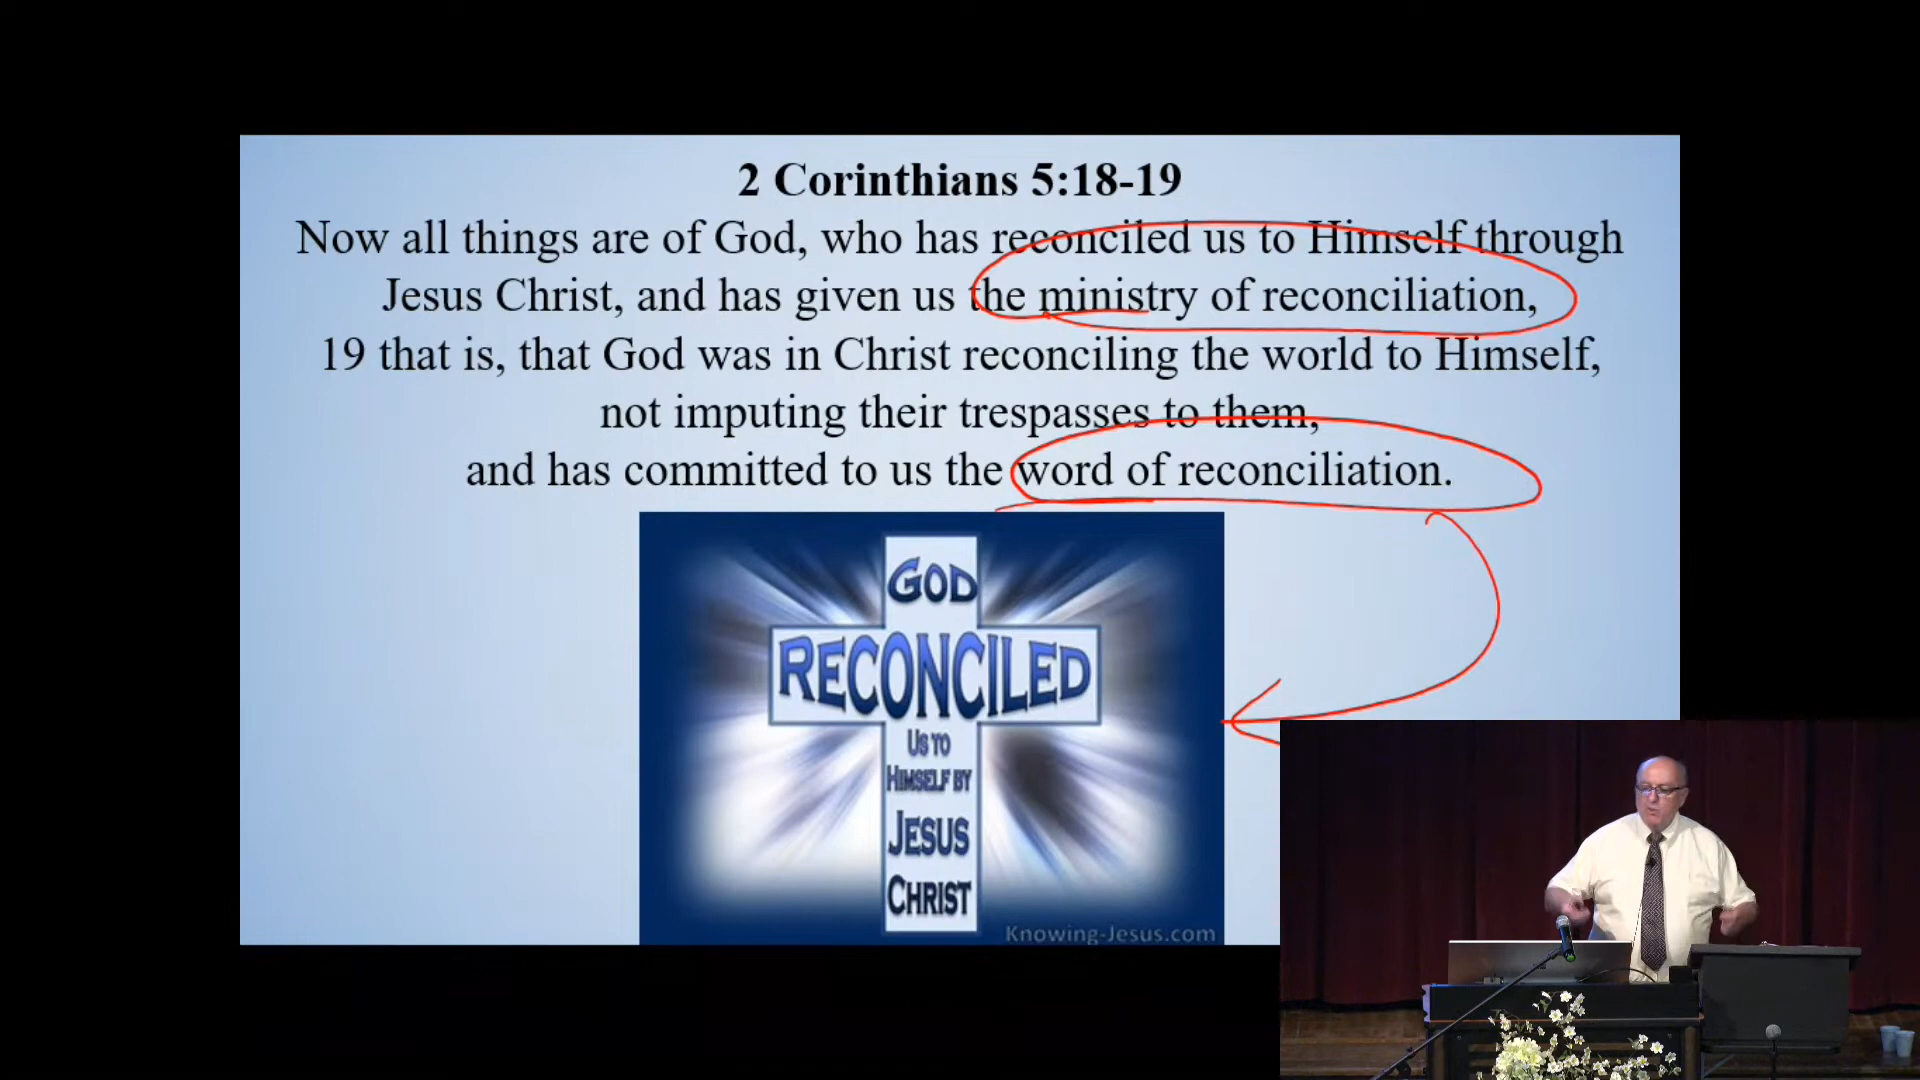 2 Corinthians 5:18-19
Now all things are of God, who has reconciled us to Himself through
Jesus Christ, and has given us the ministry of reconciliation,
19 that is, that God was in Christ reconciling the world to Himself,
not imputing their trespasses to them,
and has committed to us the word of reconciliation.
GOD
RECONCILED
US TO
HIMSELF BY
JESUS
CHRIST
Knowing-Jesus.com